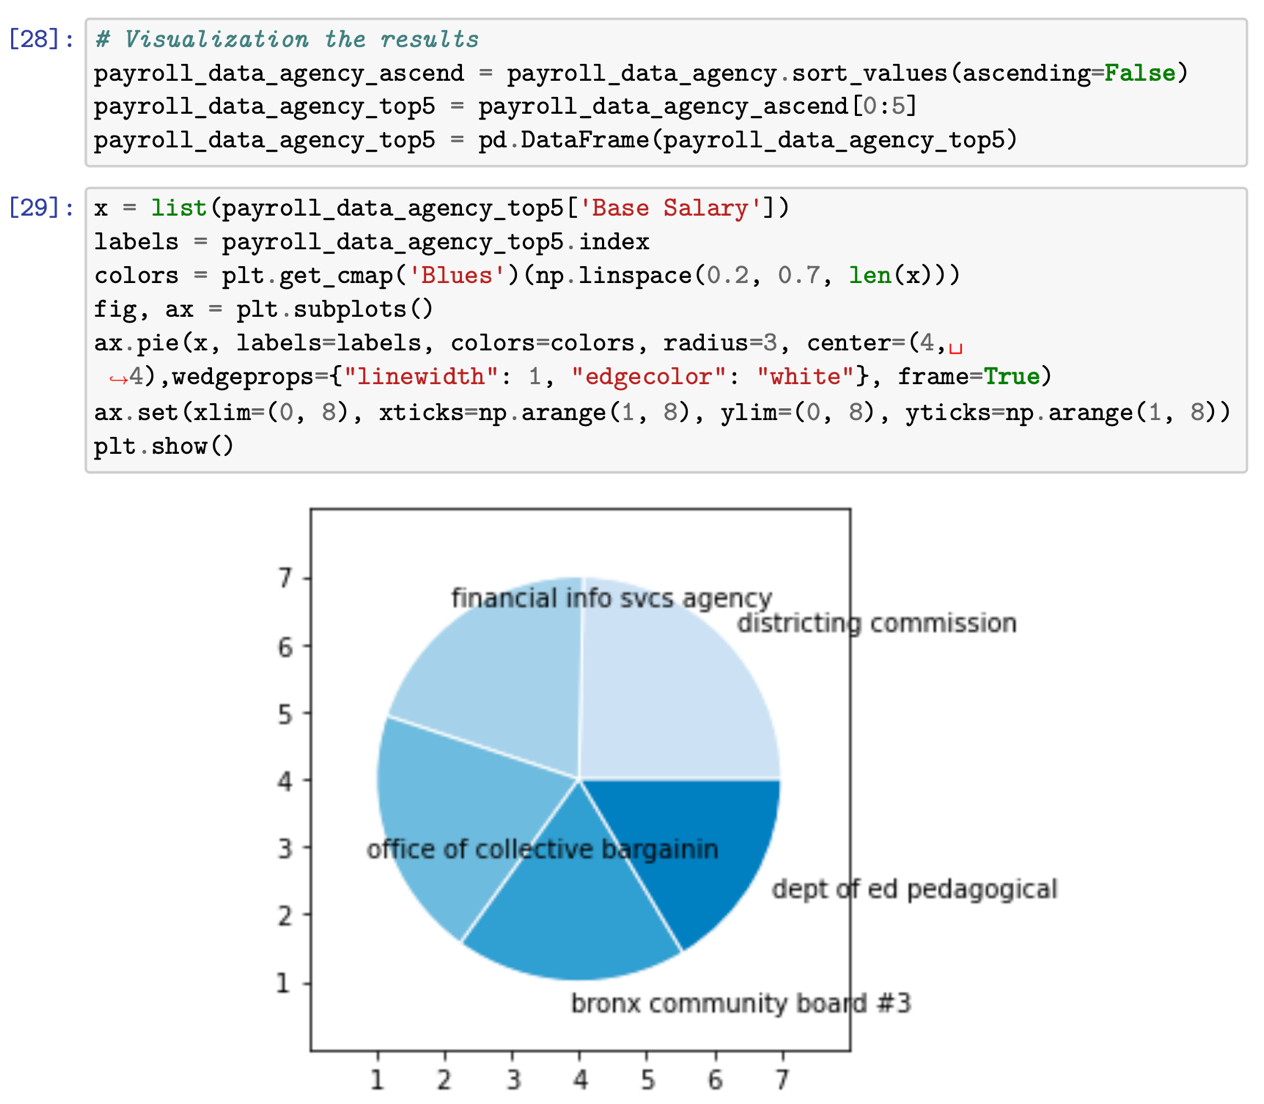 [28]: # Visualization the results
payroll_data_agency_ascend = payroll_data_agency.sort_values(ascending=False)
payroll_data_agency_top5 = payroll_data_agency_ascend[0:5]
payroll_data_agency_top5 = pd.DataFrame(payroll_data_agency_top5)
[29]: x = list(payroll_data_agency_top5['Base Salary'])
labels = payroll_data_agency_top5.index
colors = plt.get_cmap('Blues')(np.linspace(0.2, 0.7, len(x)))
fig, ax = plt.subplots()
ax.pie(x, labels=labels, colors=colors, radius=3, center=(4,␣
↪4),wedgeprops={"linewidth": 1, "edgecolor": "white"}, frame=True)
ax.set(xlim=(0, 8), xticks=np.arange(1, 8), ylim=(0, 8), yticks=np.arange(1, 8))
plt.show()
7
financial info svcs agency
districting commission
6
5
4
3
office of collective bargainin
dept of ed pedagogical
2
1
bronx community board #3
1 2 3 4 5 6 7